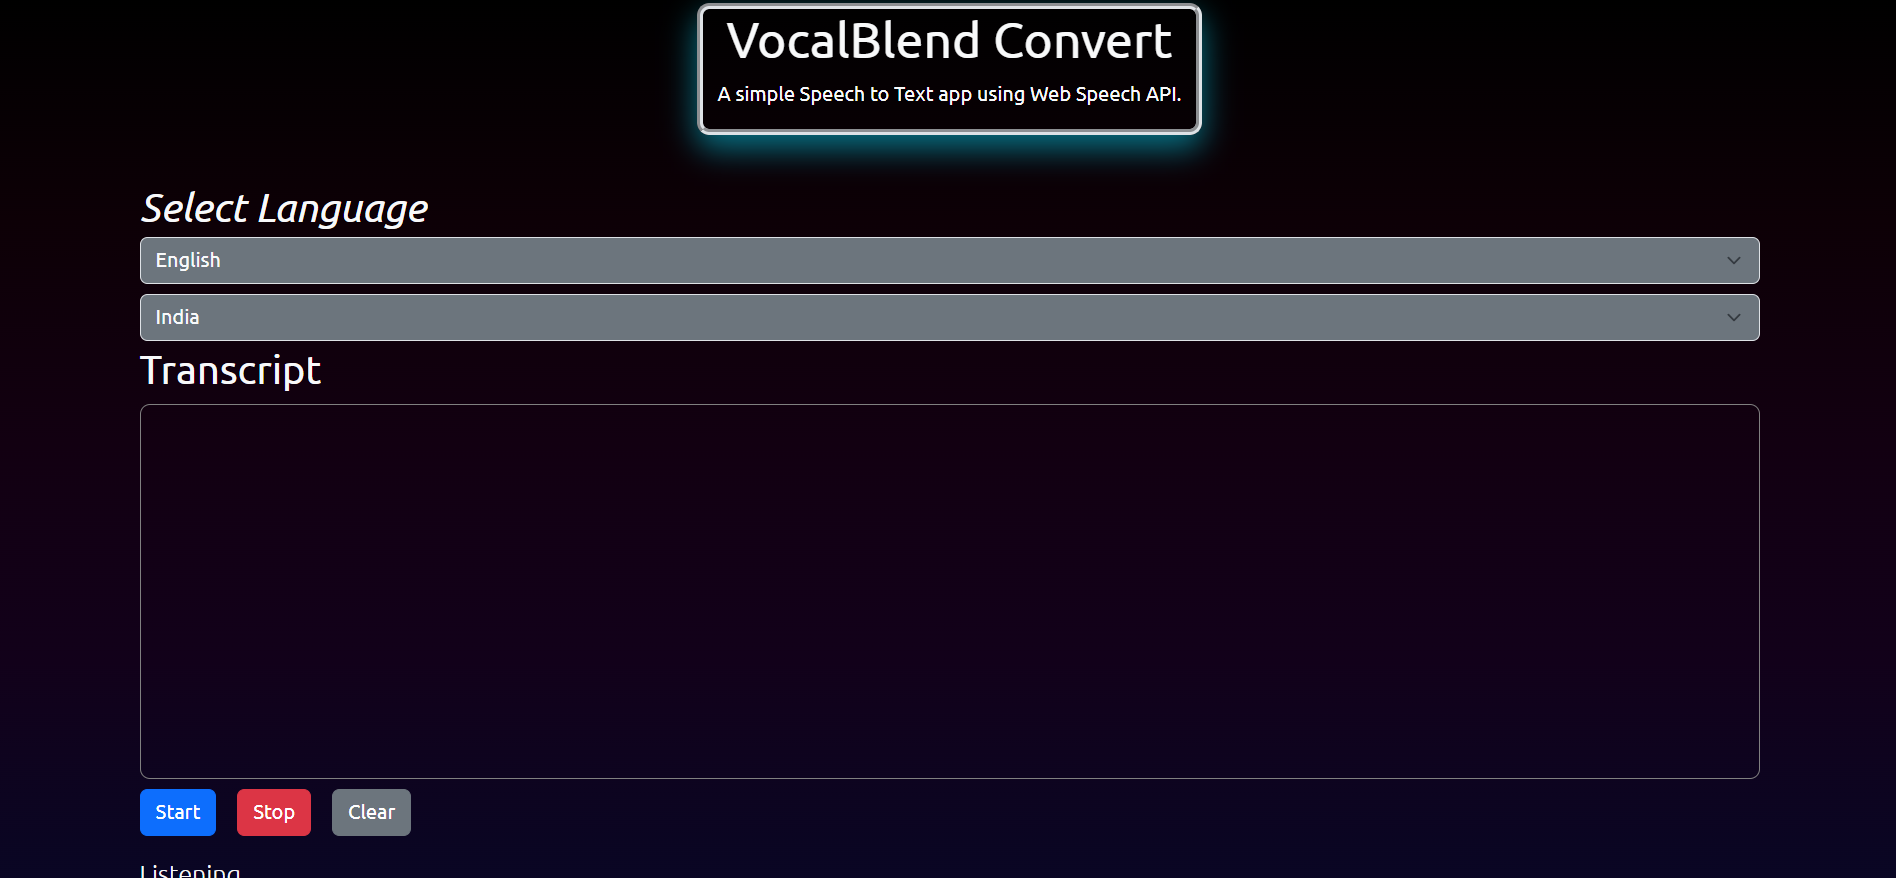 VocalBlend Convert
A simple Speech to Text app using Web Speech API.
Select Language
English
India
Transcript
Start Stop Clear
Listening